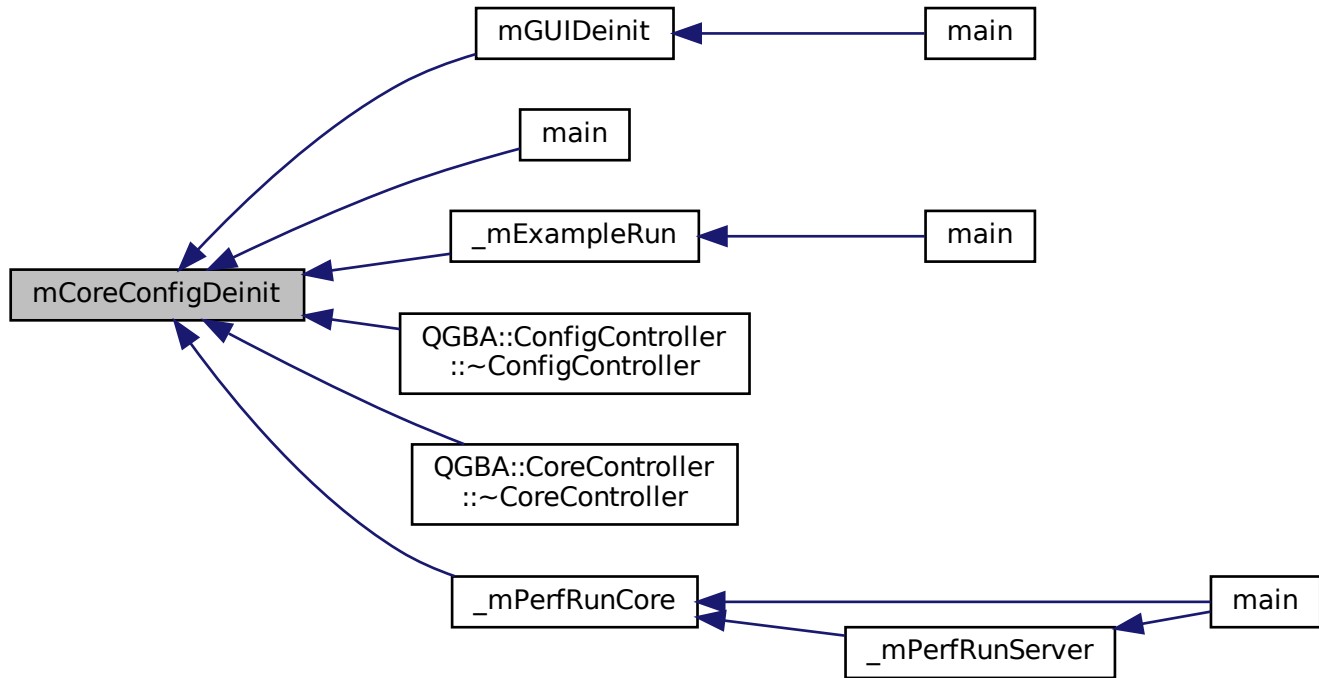 mGUIDeinit
main
main
_mExampleRun
main
mCoreConfigDeinit
QGBA::ConfigController
::~ConfigController
QGBA::CoreController
::~CoreController
_mPerfRunCore
main
_mPerfRunServer